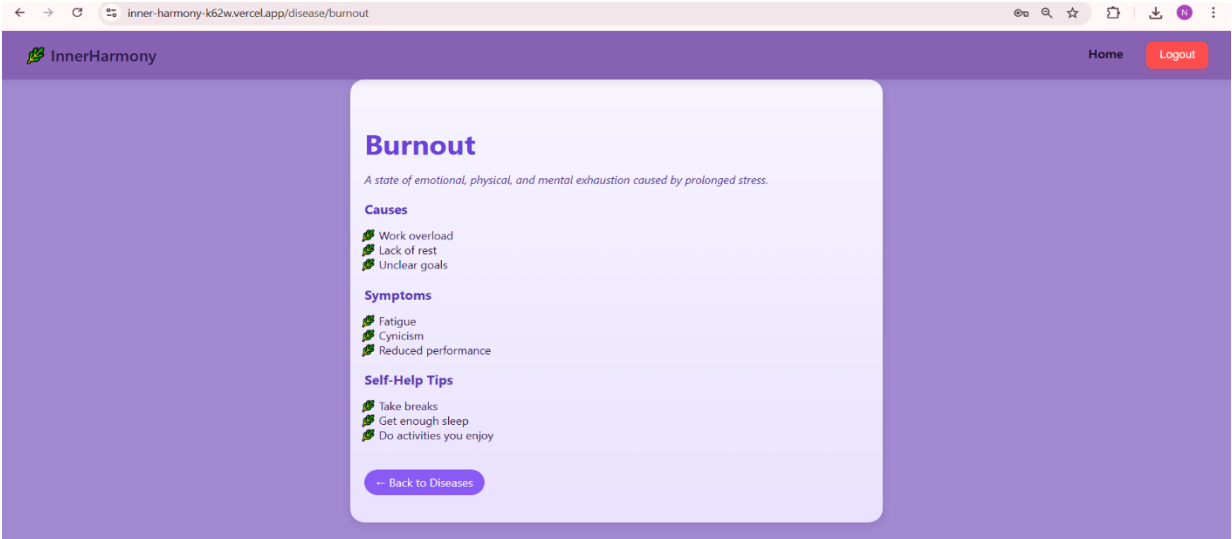 inner-harmony-k62w.vercel.app/disease/burnout
N
InnerHarmony
Home
Logout
Burnout
A state of emotional, physical, and mental exhaustion caused by prolonged stress.
Causes
Work overload
Lack of rest
Unclear goals
Symptoms
Fatigue
Cynicism
Reduced performance
Self-Help Tips
Take breaks
Get enough sleep
Do activities you enjoy
← Back to Diseases